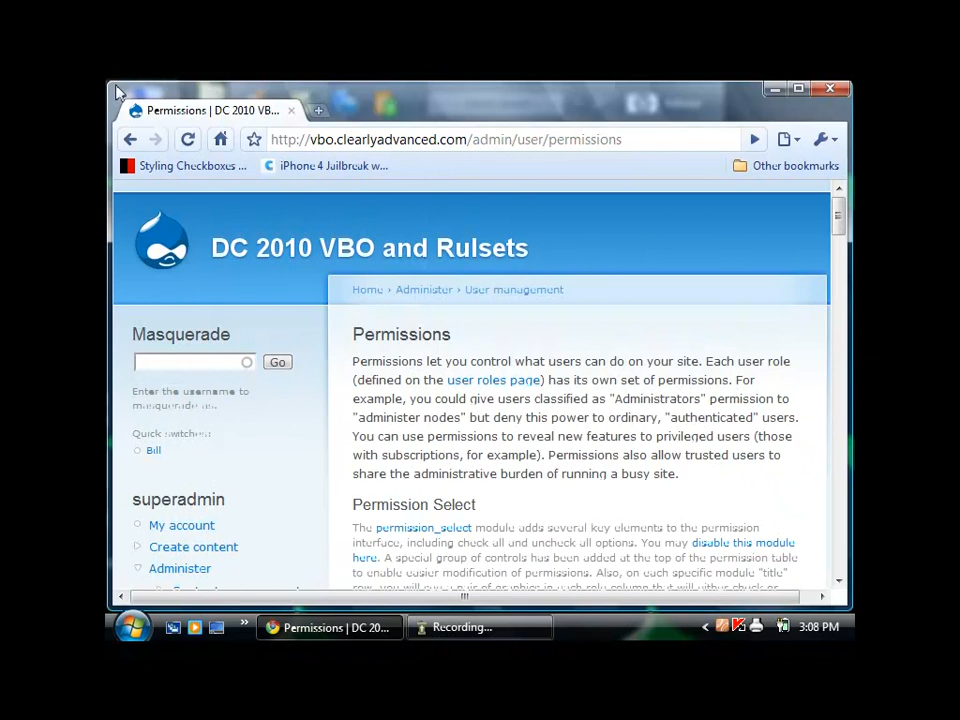 Permissions | DC 2010 VB...
http://vbo.clearlyadvanced.com/admin/user/permissions
Styling Checkboxes ...
iPhone 4 Jailbreak w...
Other bookmarks
DC 2010 VBO and Rulsets
Home › Administer › User management
Masquerade
Go
Enter the username to
masquerade as.
Quick switches:
Bill
superadmin
My account
Create content
Administer
Permissions
Permissions let you control what users can do on your site. Each user role
(defined on the user roles page) has its own set of permissions. For
example, you could give users classified as "Administrators" permission to
"administer nodes" but deny this power to ordinary, "authenticated" users.
You can use permissions to reveal new features to privileged users (those
with subscriptions, for example). Permissions also allow trusted users to
share the administrative burden of running a busy site.
Permission Select
The permission_select module adds several key elements to the permission
interface, including check all and uncheck all options. You may disable this module
here. A special group of controls has been added at the top of the permission table
to enable easier modification of permissions. Also, on each specific module "title"
Permissions | DC 20...
Recording...
3:08 PM